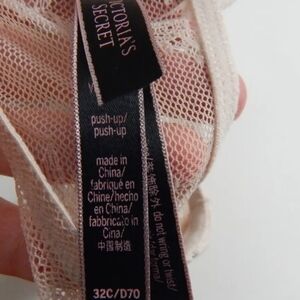 VICTORIA'S
SECRET
push-up/
push-up
made in
China/
fabriqué en
Chine/hecho
en China/
fabbricato in
Cina/
中国制造
32C/D70
外 do not wring or twist/